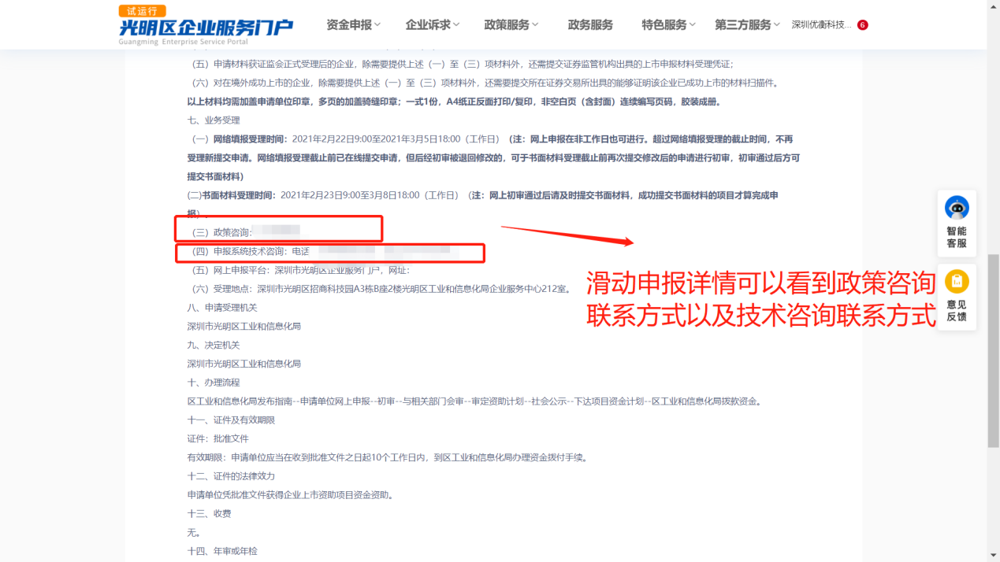 试运行
光明区企业服务门户
Guangming Enterprise Service Portal
资金申报
企业诉求
政策服务
政务服务
特色服务
第三方服务
深圳优衡科技...
6
（五）申请材料获证监会正式受理后的企业，除需要提供上述（一）至（三）项材料外，还需提交证券监管机构出具的上市申报材料受理凭证；
（六）对在境外成功上市的企业，除需要提供上述（一）至（三）项材料外，还需要提交所在证券交易所出具的能够证明该企业已成功上市的材料扫描件。
以上材料均需加盖申请单位印章，多页的加盖骑缝印章；一式1份，A4纸正反面打印/复印，非空白页（含封面）连续编写页码，胶装成册。
七、业务受理
（一）网络填报受理时间：2021年2月22日9:00至2021年3月5日18:00（工作日）（注：网上申报在非工作日也可进行。超过网络填报受理的截止时间，不再
受理新提交申请。网络填报受理截止前已在线提交申请，但后经初审被退回修改的，可于书面材料受理截止前再次提交修改后的申请进行初审，初审通过后方可
提交书面材料）
(二)书面材料受理时间：2021年2月23日9:00至3月8日18:00（工作日）（注：网上初审通过后请及时提交书面材料，成功提交书面材料的项目才算完成申
报）。
（三）政策咨询：
（四）申报系统技术咨询：电话
（五）网上申报平台：深圳市光明区企业服务门户，网址：
（六）受理地点：深圳市光明区招商科技园A3栋B座2楼光明区工业和信息化局企业服务中心212室。
八、申请受理机关
深圳市光明区工业和信息化局
九、决定机关
深圳市光明区工业和信息化局
十、办理流程
区工业和信息化局发布指南--申请单位网上申报--初审--与相关部门会审--审定资助计划--社会公示--下达项目资金计划--区工业和信息化局拨款资金。
十一、证件及有效期限
证件：批准文件
有效期限：申请单位应当在收到批准文件之日起10个工作日内，到区工业和信息化局办理资金拨付手续。
十二、证件的法律效力
申请单位凭批准文件获得企业上市资助项目资金资助。
十三、收费
无。
十四、年审或年检
滑动申报详情可以看到政策咨询
联系方式以及技术咨询联系方式
智能
客服
意见
反馈